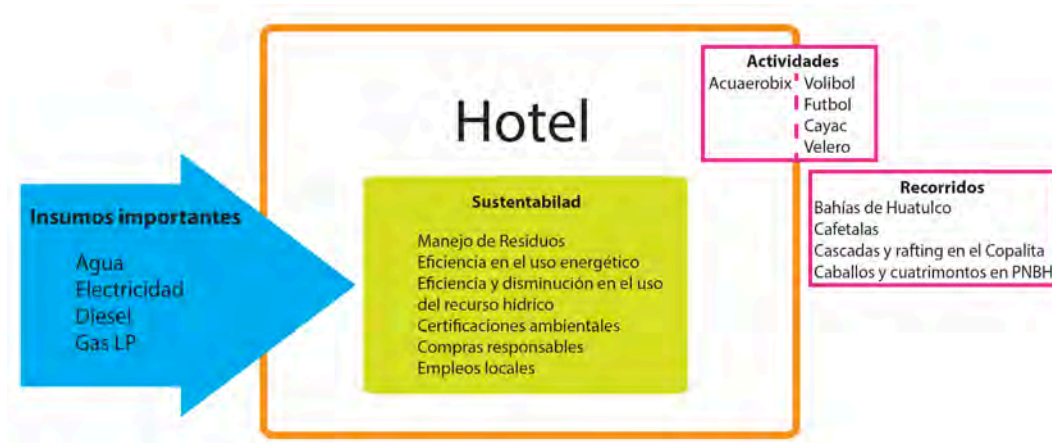 Hotel
Insumos importantes
Agua
Electricidad
Diesel
Gas LP
Sustentabilad
Manejo de Residuos
Eficiencia en el uso energético
Eficiencia y disminución en el uso
del recurso hídrico
Certificaciones ambientales
Compras responsables
Empleos locales
Actividades
Acuaerobix Volibol
Futbol
Cayac
Velero
Recorridos
Bahías de Huatulco
Cafetalas
Cascadas y rafting en el Copalita
Caballos y cuatrimontos en PNBH